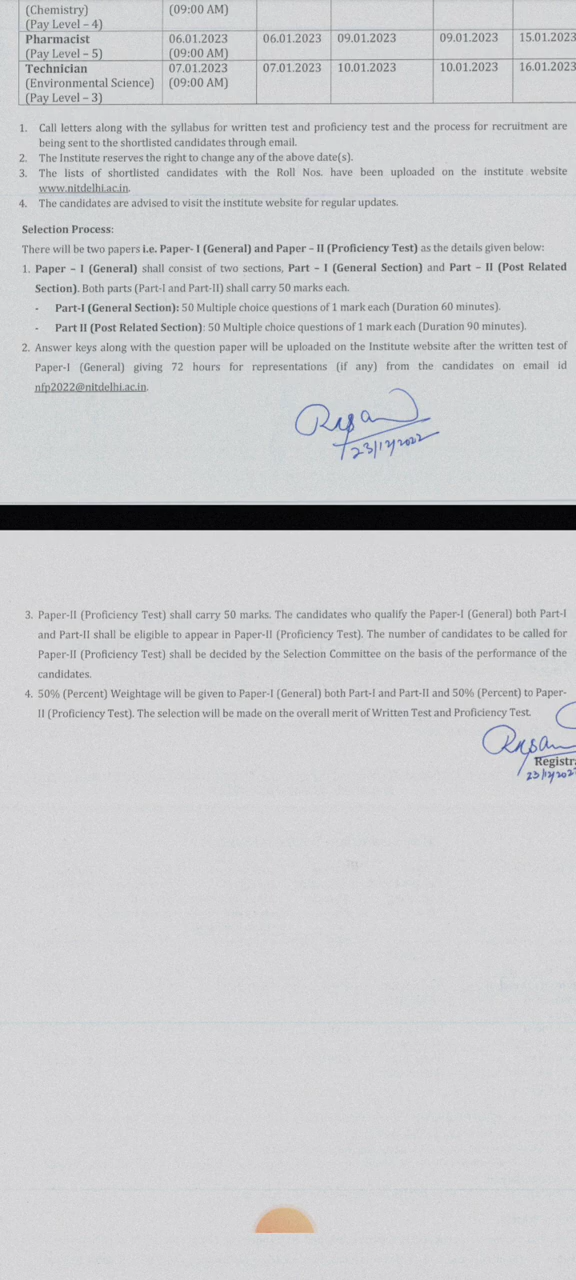 (Chemistry) (09:00 AM)
(Pay Level – 4)
Pharmacist 06.01.2023 06.01.2023 09.01.2023 09.01.2023 15.01.2023
(Pay Level – 5) (09:00 AM)
Technician 07.01.2023 07.01.2023 10.01.2023 10.01.2023 16.01.2023
(Environmental Science) (09:00 AM)
(Pay Level – 3)
1. Call letters along with the syllabus for written test and proficiency test and the process for recruitment are
being sent to the shortlisted candidates through email.
2. The Institute reserves the right to change any of the above date(s).
3. The lists of shortlisted candidates with the Roll Nos. have been uploaded on the institute website
www.nitdelhi.ac.in.
4. The candidates are advised to visit the institute website for regular updates.
Selection Process:
There will be two papers i.e. Paper- I (General) and Paper – II (Proficiency Test) as the details given below:
1. Paper – I (General) shall consist of two sections, Part – I (General Section) and Part – II (Post Related
Section). Both parts (Part-I and Part-II) shall carry 50 marks each.
- Part-I (General Section): 50 Multiple choice questions of 1 mark each (Duration 60 minutes).
- Part II (Post Related Section): 50 Multiple choice questions of 1 mark each (Duration 90 minutes).
2. Answer keys along with the question paper will be uploaded on the Institute website after the written test of
Paper-I (General) giving 72 hours for representations (if any) from the candidates on email id
nfp2022@nitdelhi.ac.in.
23/12/2022
3. Paper-II (Proficiency Test) shall carry 50 marks. The candidates who qualify the Paper-I (General) both Part-I
and Part-II shall be eligible to appear in Paper-II (Proficiency Test). The number of candidates to be called for
Paper-II (Proficiency Test) shall be decided by the Selection Committee on the basis of the performance of the
candidates.
4. 50% (Percent) Weightage will be given to Paper-I (General) both Part-I and Part-II and 50% (Percent) to Paper-
II (Proficiency Test). The selection will be made on the overall merit of Written Test and Proficiency Test.
Registra
23/12/202